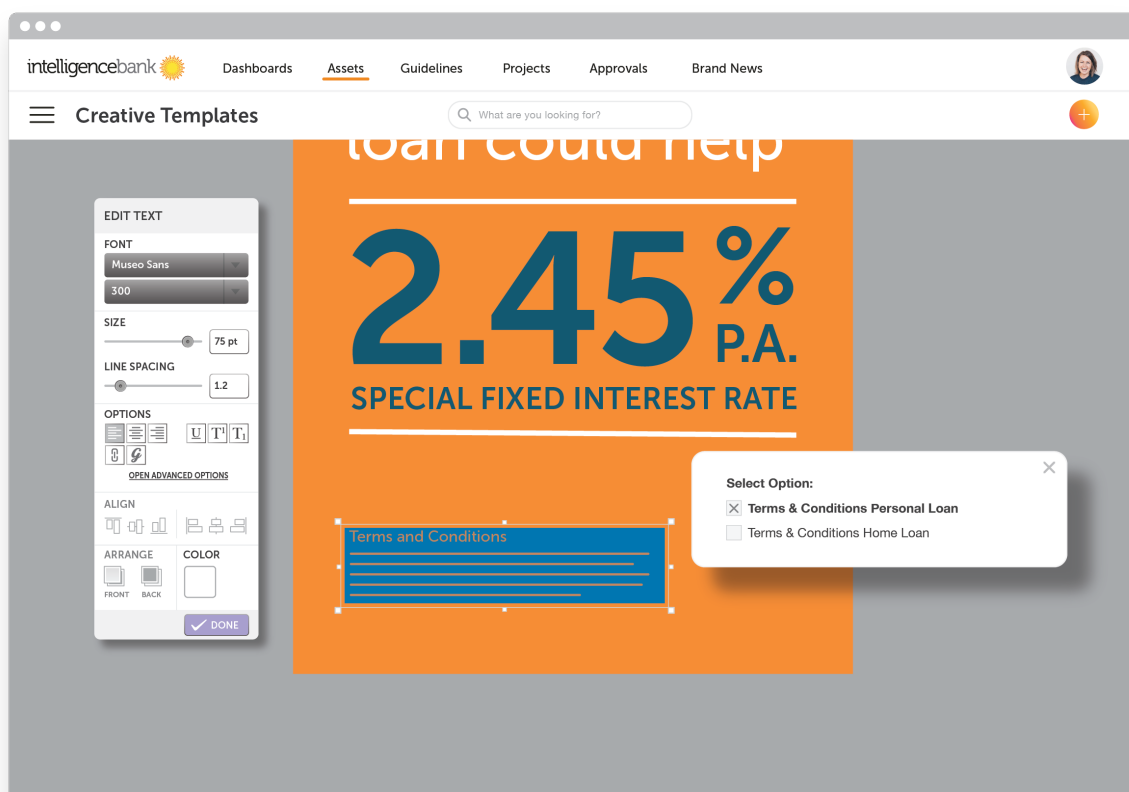 intelligencebank
Dashboards
Assets
Guidelines
Projects
Approvals
Brand News
Creative Templates
What are you looking for?
loan could help
2.45%
P.A.
SPECIAL FIXED INTEREST RATE
EDIT TEXT
FONT
Museo Sans
300
SIZE
75 pt
LINE SPACING
1.2
OPTIONS
U T¹ T₁
OPEN ADVANCED OPTIONS
ALIGN
ARRANGE
COLOR
FRONT
BACK
DONE
Terms and Conditions
Select Option:
Terms & Conditions Personal Loan
Terms & Conditions Home Loan